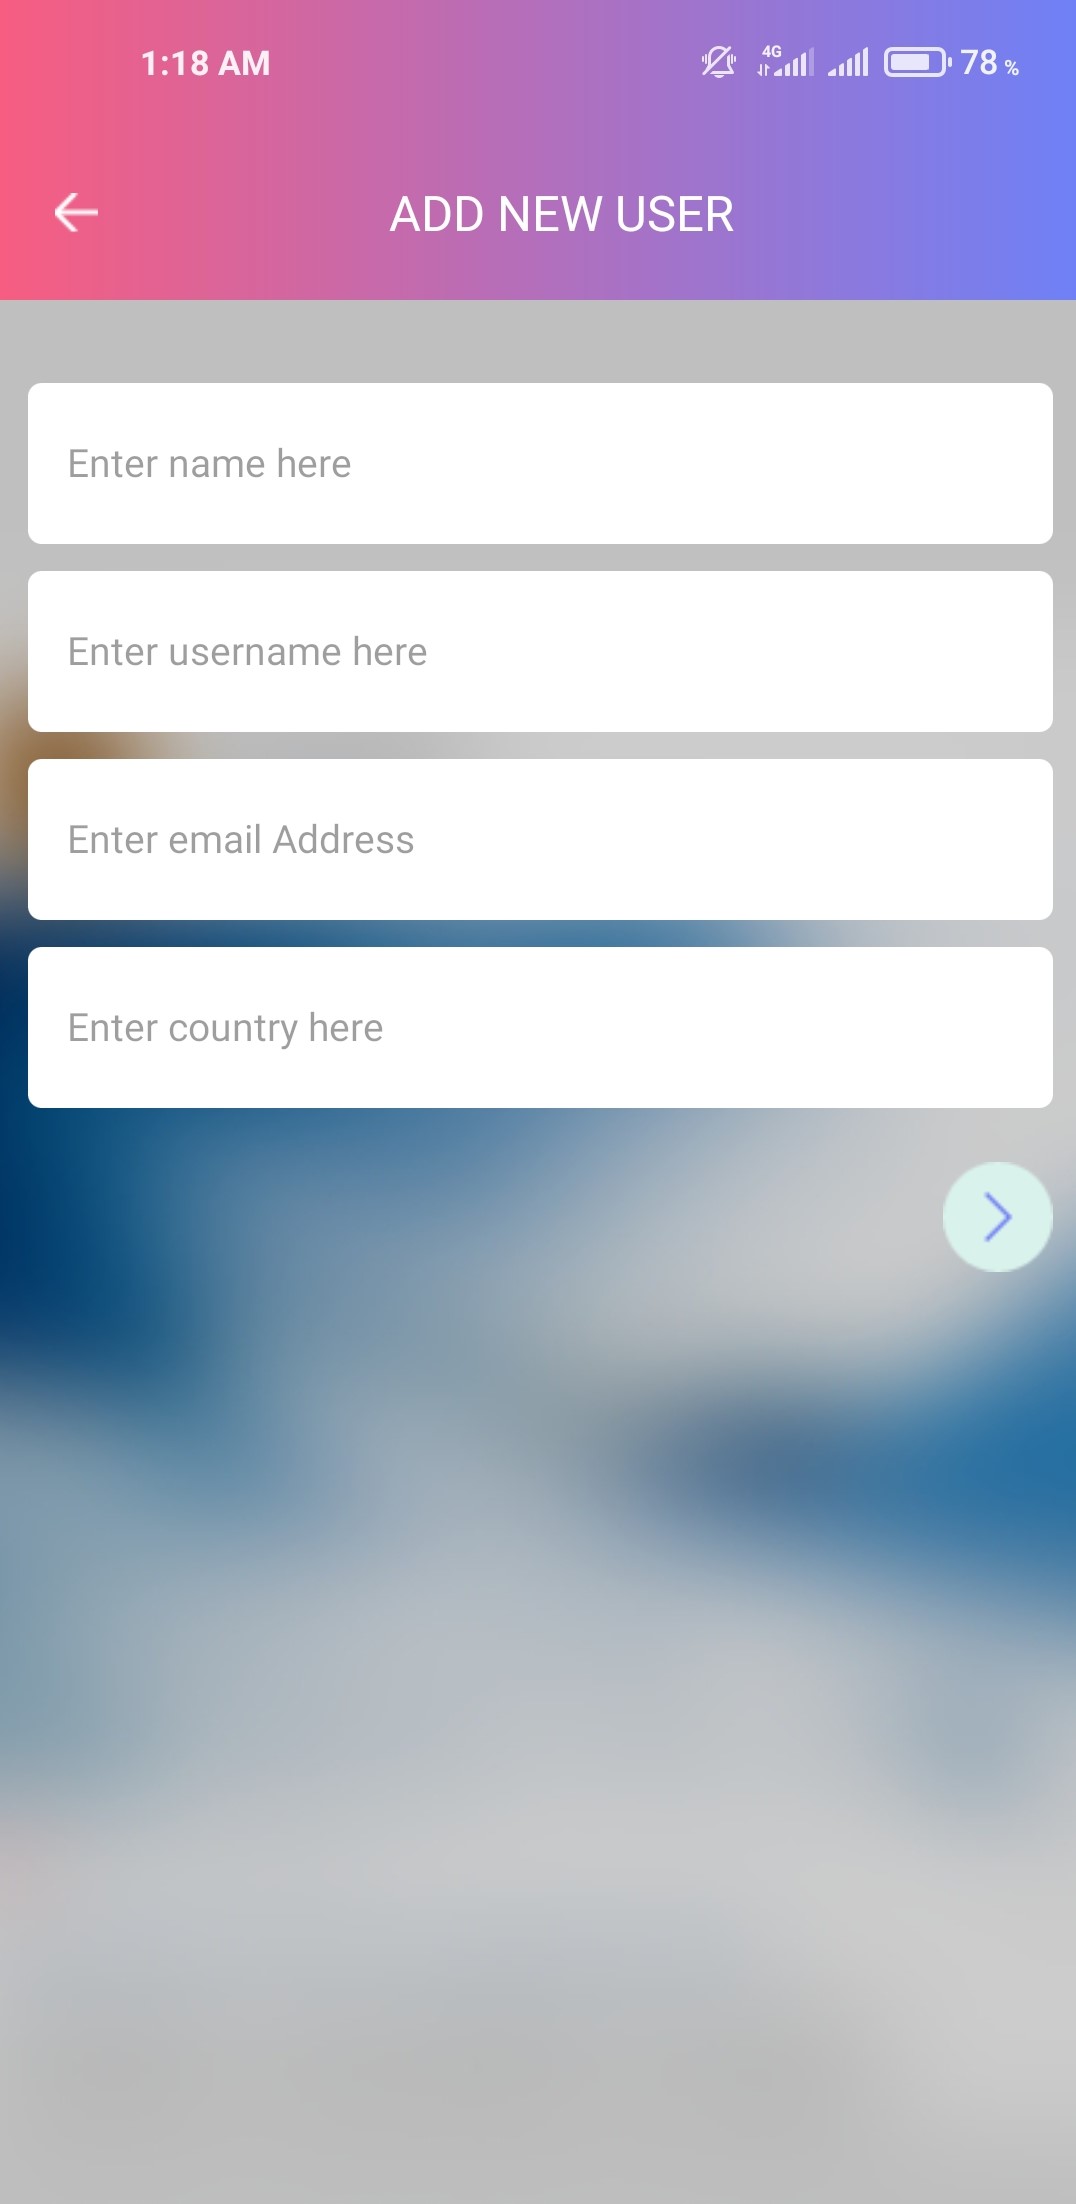 1:18 AM
4G
78 %
ADD NEW USER
Enter name here
Enter username here
Enter email Address
Enter country here